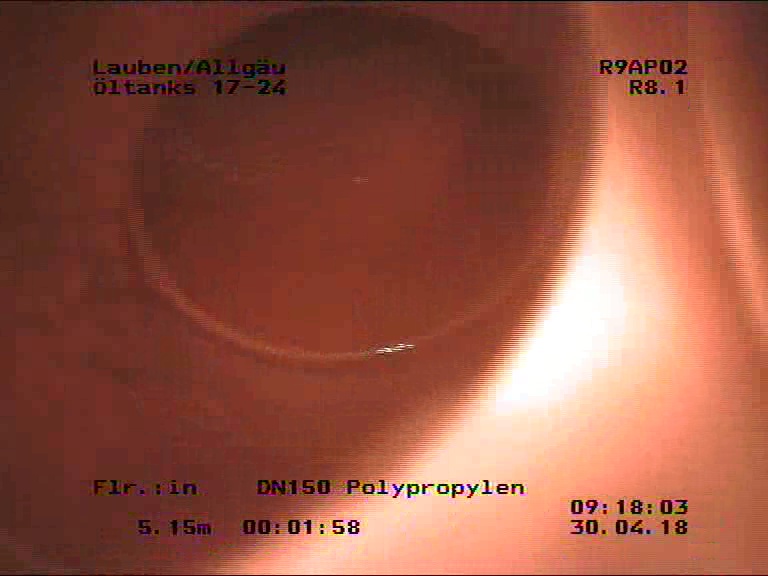 Lauben/Allgäu
Öltanks 17-24
R9AP02
R8.1
Flr.:in DN150 Polypropylen
5.15m 00:01:58
09:18:03
30.04.18